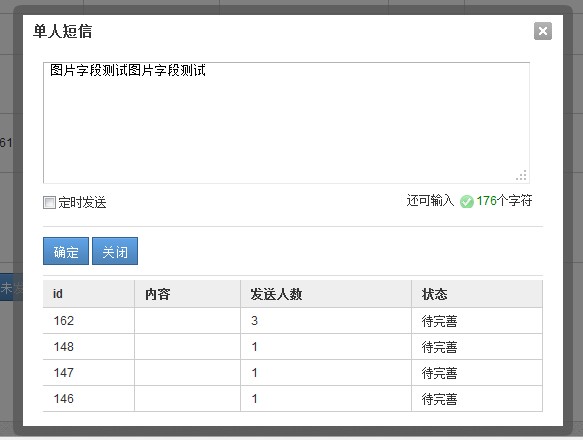 单人短信
图片字段测试图片字段测试
61
定时发送 还可输入 176个字符
确定 关闭
未
id 内容 发送人数 状态
162 3 待完善
148 1 待完善
147 1 待完善
146 1 待完善